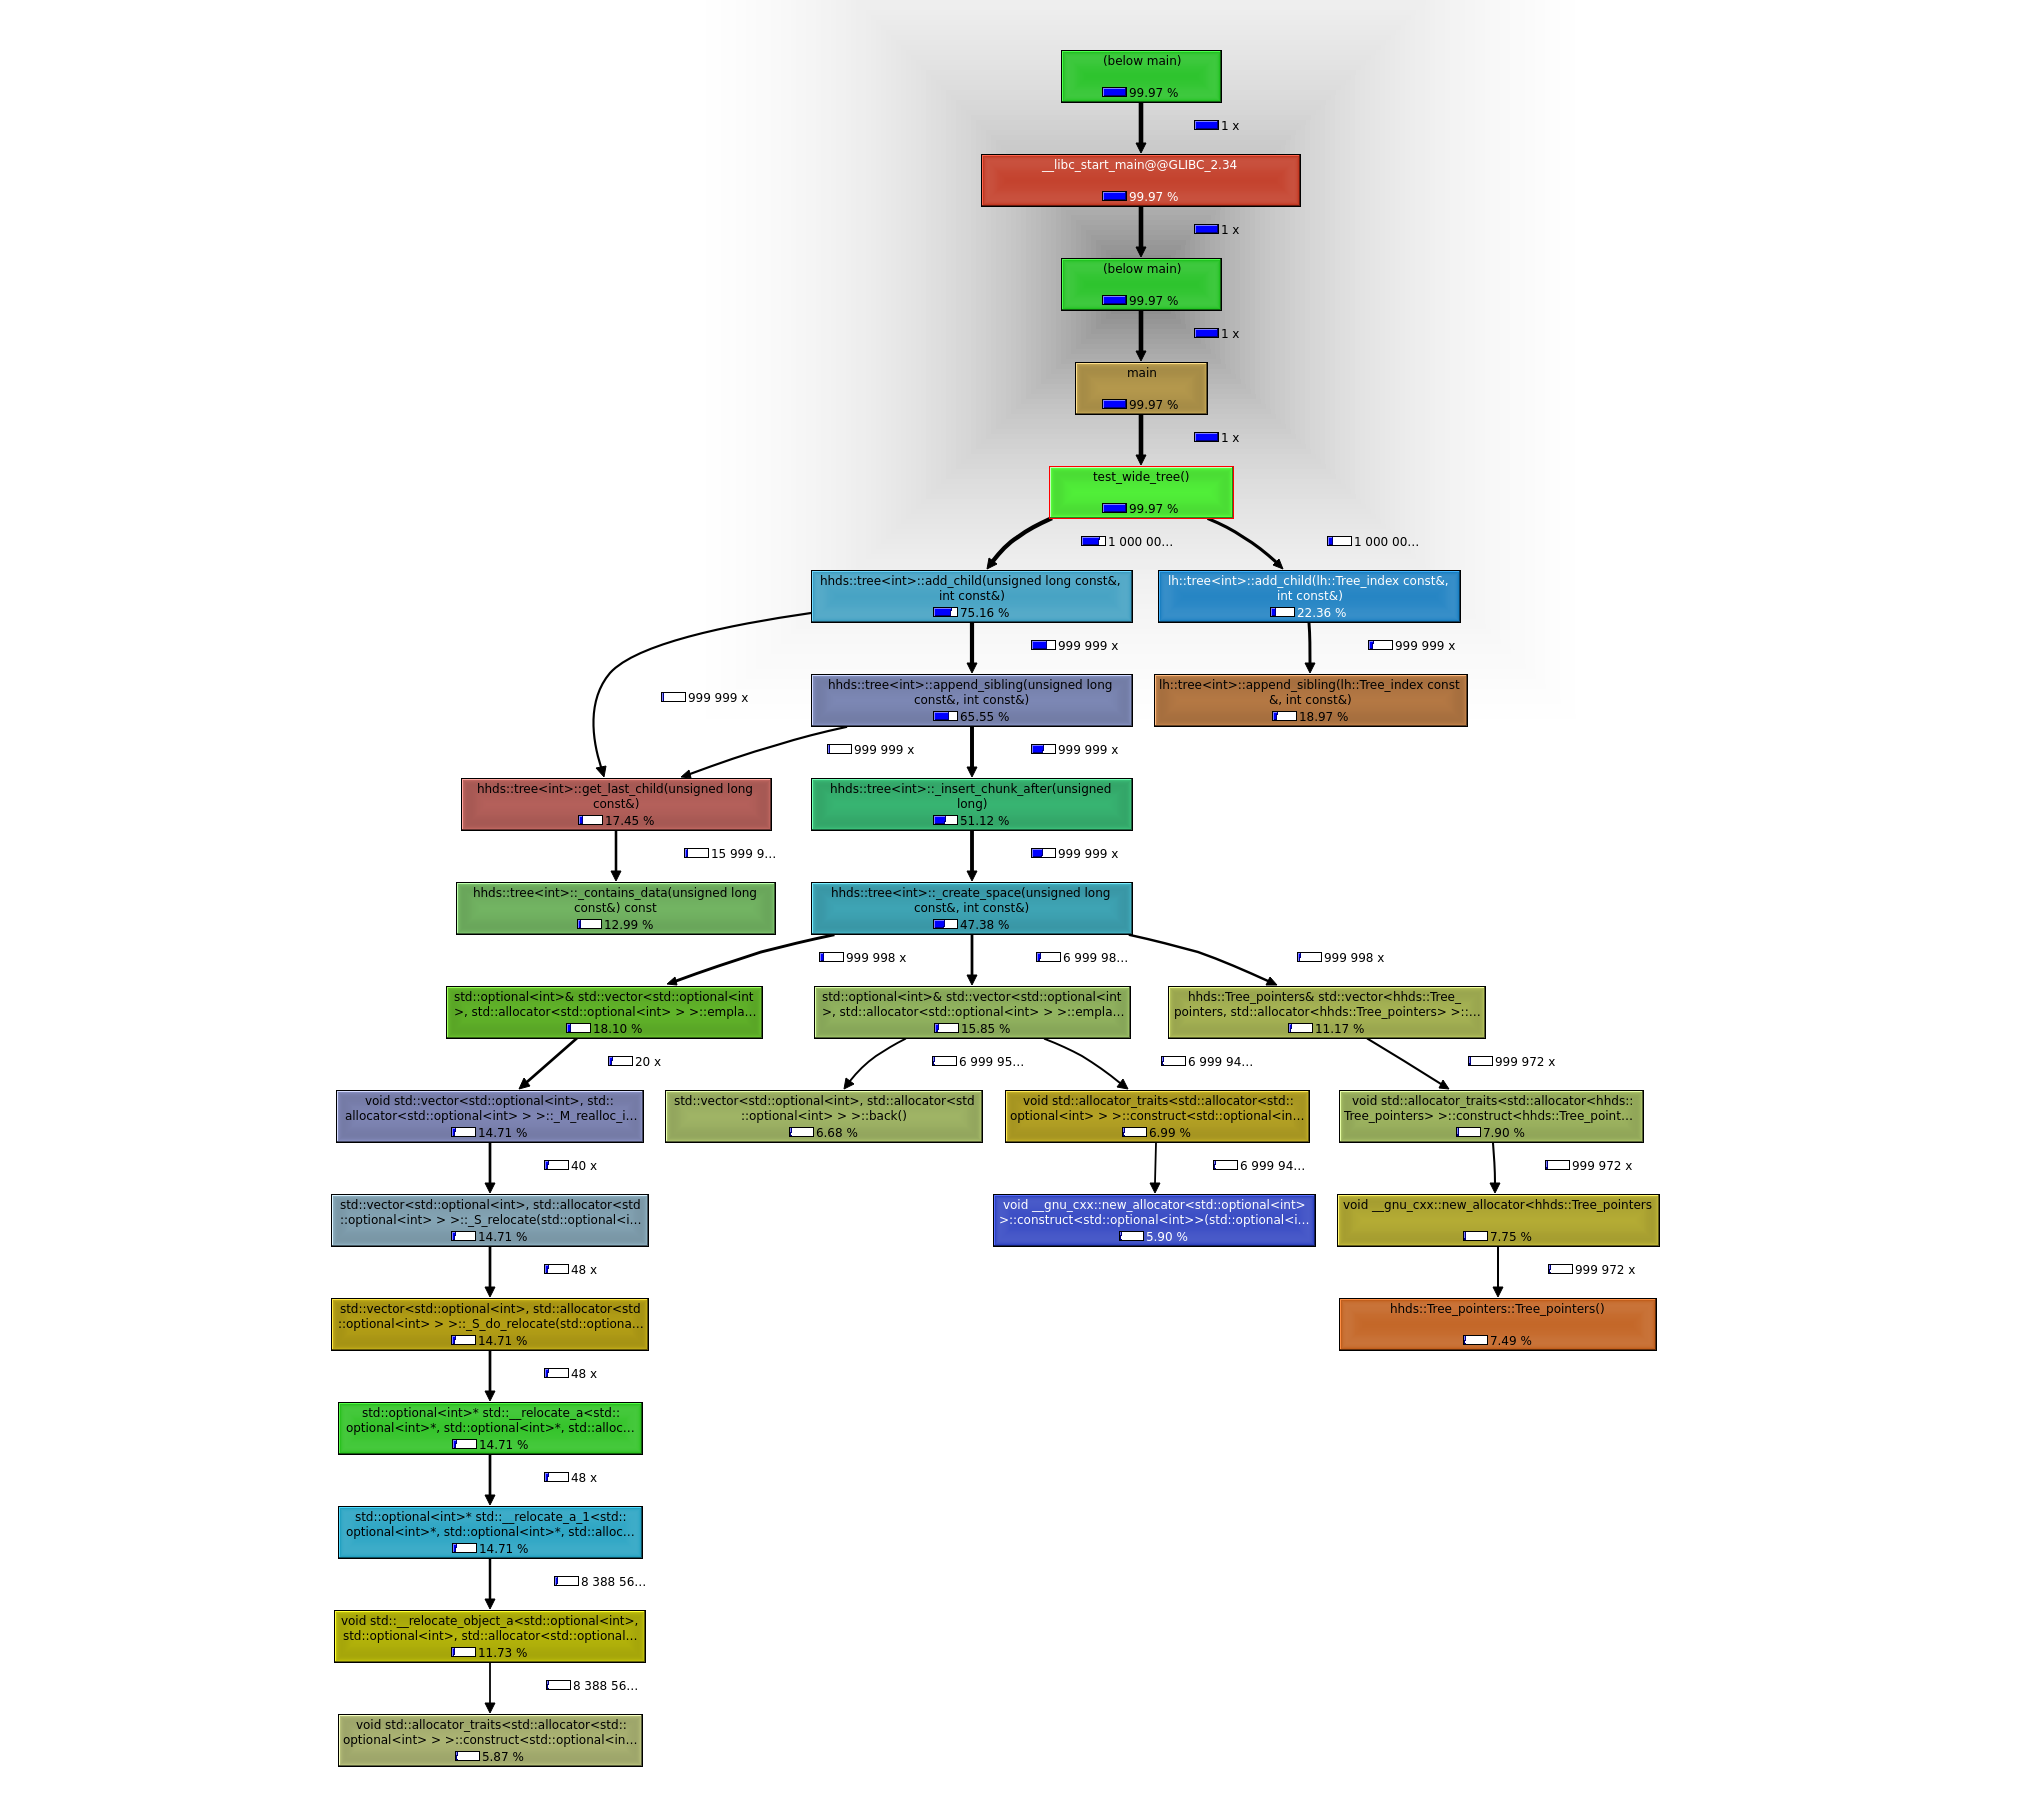 (below main)
99.97 %
1 x
__libc_start_main@@GLIBC_2.34
99.97 %
1 x
(below main)
99.97 %
1 x
main
99.97 %
1 x
test_wide_tree()
99.97 %
1 000 00...
1 000 00...
hhds::tree<int>::add_child(unsigned long const&,
int const&)
75.16 %
lh::tree<int>::add_child(lh::Tree_index const&,
int const&)
22.36 %
999 999 x
999 999 x
hhds::tree<int>::append_sibling(unsigned long
const&, int const&)
65.55 %
lh::tree<int>::append_sibling(lh::Tree_index const
&, int const&)
18.97 %
999 999 x
999 999 x
999 999 x
hhds::tree<int>::get_last_child(unsigned long
const&)
17.45 %
hhds::tree<int>::_insert_chunk_after(unsigned
long)
51.12 %
15 999 9...
999 999 x
hhds::tree<int>::_contains_data(unsigned long
const&) const
12.99 %
hhds::tree<int>::_create_space(unsigned long
const&, int const&)
47.38 %
999 998 x
6 999 98...
999 998 x
std::optional<int>& std::vector<std::optional<int
>, std::allocator<std::optional<int> > >::empla...
18.10 %
std::optional<int>& std::vector<std::optional<int
>, std::allocator<std::optional<int> > >::empla...
15.85 %
hhds::Tree_pointers& std::vector<hhds::Tree_
pointers, std::allocator<hhds::Tree_pointers> >::...
11.17 %
20 x
6 999 95...
6 999 94...
999 972 x
void std::vector<std::optional<int>, std::
allocator<std::optional<int> > >::_M_realloc_i...
14.71 %
std::vector<std::optional<int>, std::allocator<std
::optional<int> > >::back()
6.68 %
void std::allocator_traits<std::allocator<std::
optional<int> > >::construct<std::optional<in...
6.99 %
void std::allocator_traits<std::allocator<hhds::
Tree_pointers> >::construct<hhds::Tree_point...
7.90 %
40 x
6 999 94...
999 972 x
std::vector<std::optional<int>, std::allocator<std
::optional<int> > >::_S_relocate(std::optional<i...
14.71 %
void __gnu_cxx::new_allocator<std::optional<int>
>::construct<std::optional<int>>(std::optional<i...
5.90 %
void __gnu_cxx::new_allocator<hhds::Tree_pointers
7.75 %
48 x
999 972 x
std::vector<std::optional<int>, std::allocator<std
::optional<int> > >::_S_do_relocate(std::optiona...
14.71 %
hhds::Tree_pointers::Tree_pointers()
7.49 %
48 x
std::optional<int>* std::__relocate_a<std::
optional<int>*, std::optional<int>*, std::alloc...
14.71 %
48 x
std::optional<int>* std::__relocate_a_1<std::
optional<int>*, std::optional<int>*, std::alloc...
14.71 %
8 388 56...
void std::__relocate_object_a<std::optional<int>,
std::optional<int>, std::allocator<std::optional...
11.73 %
8 388 56...
void std::allocator_traits<std::allocator<std::
optional<int> > >::construct<std::optional<in...
5.87 %